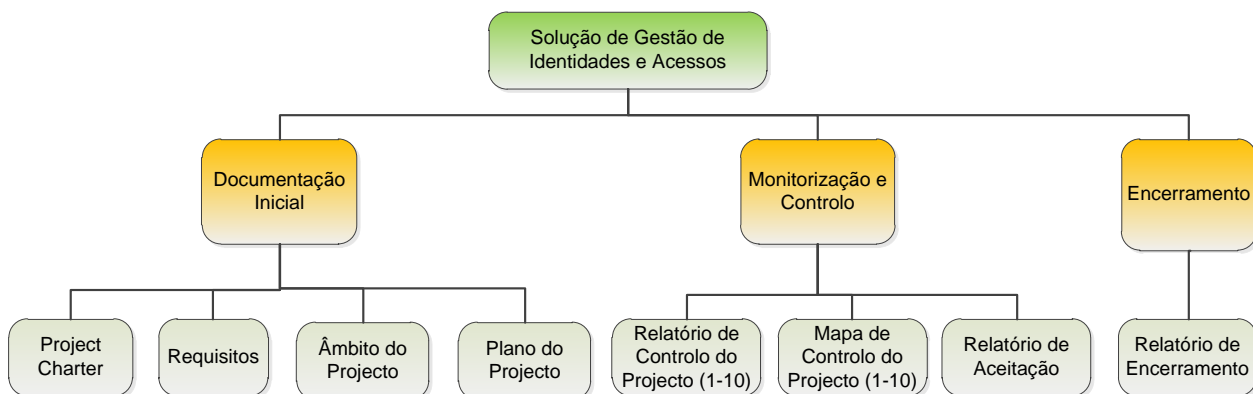 Solução de Gestão de
Identidades e Acessos
Documentação
Inicial
Monitorização e
Controlo
Encerramento
Project
Charter
Requisitos
Âmbito do
Projecto
Plano do
Projecto
Relatório de
Controlo do
Projecto (1-10)
Mapa de
Controlo do
Projecto (1-10)
Relatório de
Aceitação
Relatório de
Encerramento